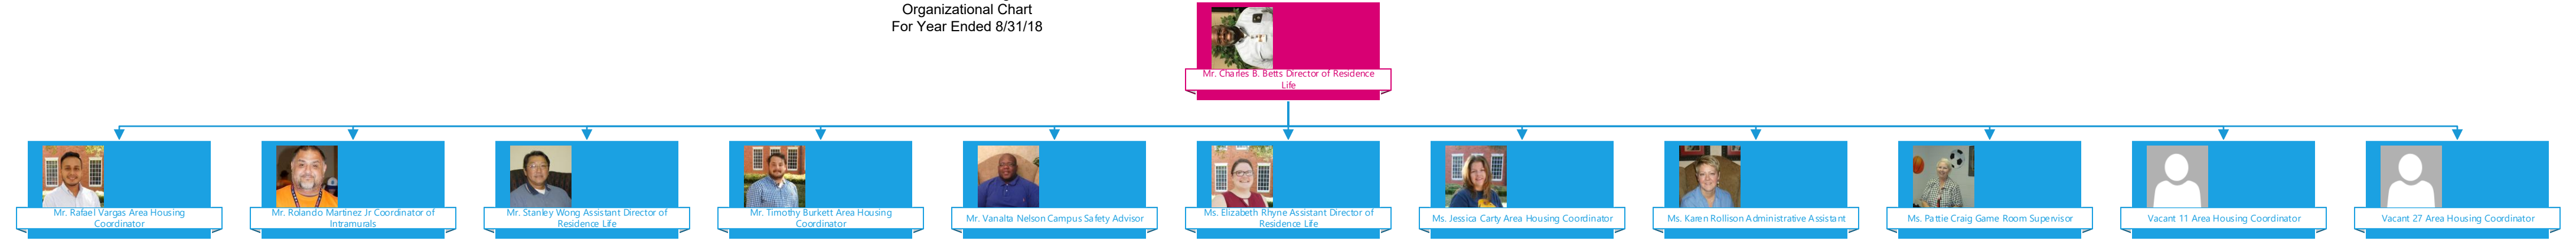 Organizational Chart
For Year Ended 8/31/18
Mr. Charles B. Betts Director of Residence
Life
Mr. Rafael Vargas Area Housing
Coordinator
Mr. Rolando Martinez Jr Coordinator of
Intramurals
Mr. Stanley Wong Assistant Director of
Residence Life
Mr. Timothy Burkett Area Housing
Coordinator
Mr. Vanalta Nelson Campus Safety Advisor
Ms. Elizabeth Rhyne Assistant Director of
Residence Life
Ms. Jessica Carty Area Housing Coordinator
Ms. Karen Rollison Administrative Assistant
Ms. Pattie Craig Game Room Supervisor
Vacant 11 Area Housing Coordinator
Vacant 27 Area Housing Coordinator